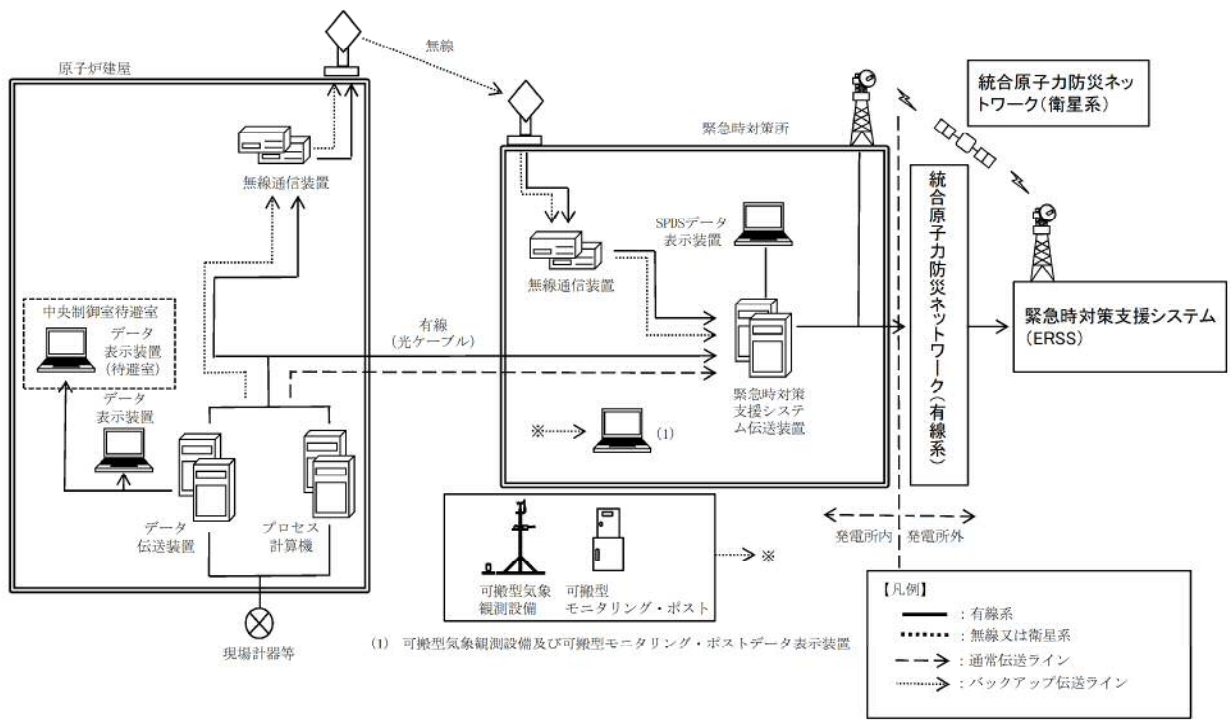 原子炉建屋
無線
無線通信装置
中央制御室待避室
データ
表示装置
(待避室)
データ
表示装置
データ
伝送装置
プロセス
計算機
現場計器等
有線
(光ケーブル)
緊急時対策所
無線通信装置
SPDSデータ
表示装置
緊急時対策
支援システ
ム伝送装置
※
(1)
可搬型気象
観測設備
可搬型
モニタリング・ポスト
※
(1) 可搬型気象観測設備及び可搬型モニタリング・ポストデータ表示装置
統合原子力防災ネッ
トワーク(衛星系)
統合原子力防災ネットワーク(有線系)
緊急時対策支援システム
(ERSS)
発電所内
発電所外
【凡例】
:有線系
:無線又は衛星系
:通常伝送ライン
:バックアップ伝送ライン